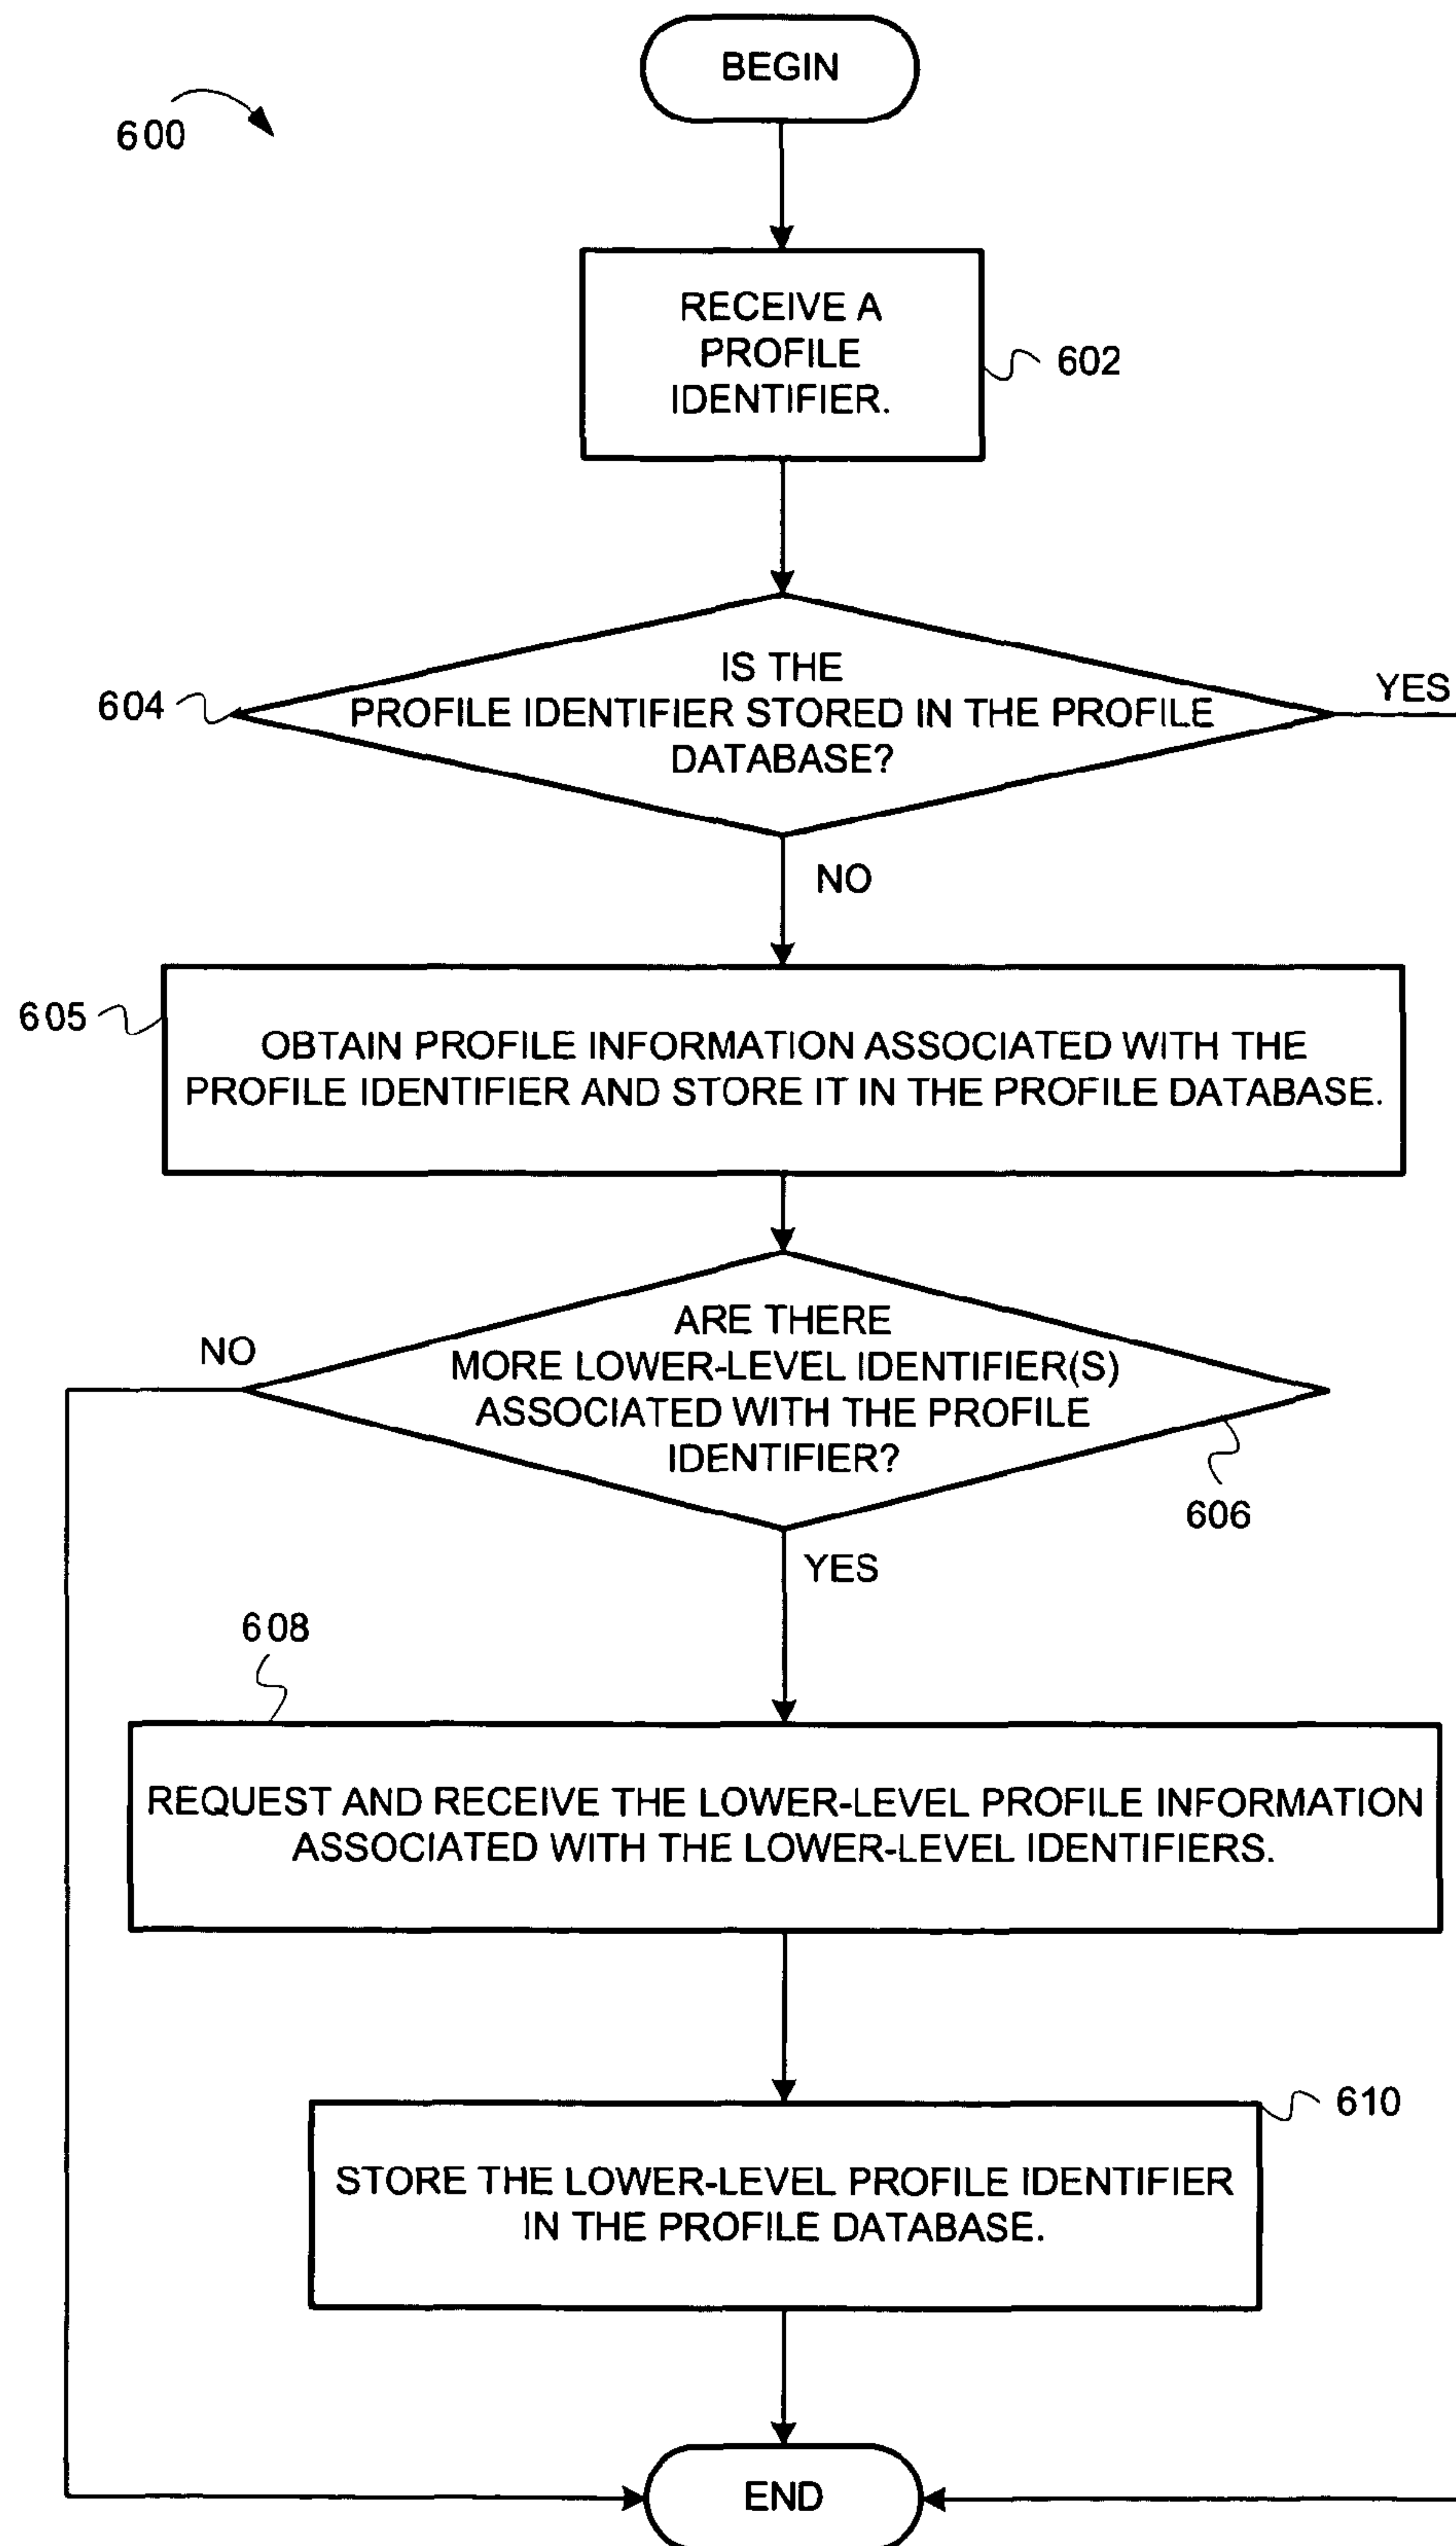 BEGIN
600
RECEIVE A
PROFILE
IDENTIFIER.
602
IS THE
PROFILE IDENTIFIER STORED IN THE PROFILE
DATABASE?
604
YES
NO
605
OBTAIN PROFILE INFORMATION ASSOCIATED WITH THE
PROFILE IDENTIFIER AND STORE IT IN THE PROFILE DATABASE.
ARE THERE
MORE LOWER-LEVEL IDENTIFIER(S)
ASSOCIATED WITH THE PROFILE
IDENTIFIER?
NO
606
YES
608
REQUEST AND RECEIVE THE LOWER-LEVEL PROFILE INFORMATION
ASSOCIATED WITH THE LOWER-LEVEL IDENTIFIERS.
610
STORE THE LOWER-LEVEL PROFILE IDENTIFIER
IN THE PROFILE DATABASE.
END